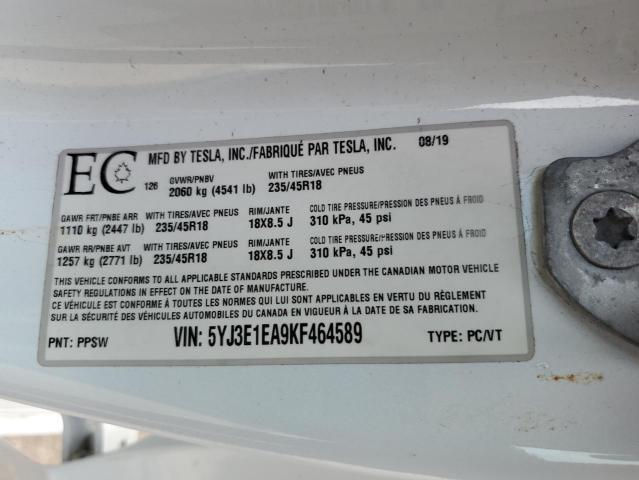 EC MFD BY TESLA, INC./FABRIQUÉ PAR TESLA, INC. 08/19
126 GVWR/PNBV WITH TIRES/AVEC PNEUS
2060 kg (4541 lb) 235/45R18
GAWR FRT/PNBE ARR WITH TIRES/AVEC PNEUS RIM/JANTE COLD TIRE PRESSURE/PRESSION DES PNEUS À FROID
1110 kg (2447 lb) 235/45R18 18X8.5 J 310 kPa, 45 psi
GAWR RR/PNBE AVT WITH TIRES/AVEC PNEUS RIM/JANTE COLD TIRE PRESSURE/PRESSION DES PNEUS À FROID
1257 kg (2771 lb) 235/45R18 18X8.5 J 310 kPa, 45 psi
THIS VEHICLE CONFORMS TO ALL APPLICABLE STANDARDS PRESCRIBED UNDER THE CANADIAN MOTOR VEHICLE
SAFETY REGULATIONS IN EFFECT ON THE DATE OF MANUFACTURE.
CE VÉHICULE EST CONFORME À TOUTES LES NORMES QUI LUI SONT APPLICABLES EN VERTU DU RÈGLEMENT
SUR LA SÉCURITÉ DES VÉHICULES AUTOMOBILES DU CANADA EN VIGUEUR À LA DATE DE SA FABRICATION.
PNT: PPSW VIN: 5YJ3E1EA9KF464589 TYPE: PC/VT